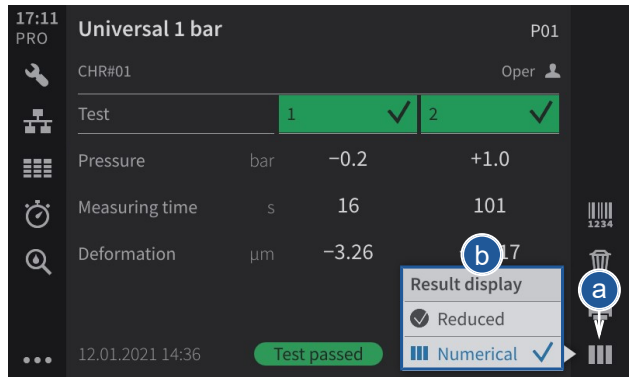 17:11
PRO
Universal 1 bar
P01
CHR#01
Oper
Test 1 2
Pressure bar −0.2 +1.0
Measuring time s 16 101
1234
Deformation µm −3.26 17
b
a
Result display
Reduced
Numerical
12.01.2021 14:36
Test passed